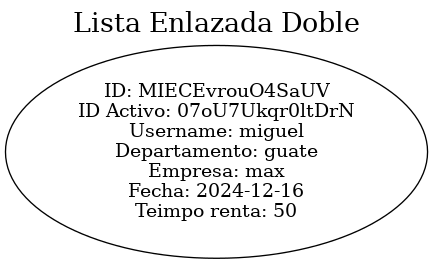 Lista Enlazada Doble
ID: MIECEvrouO4SaUV
ID Activo: 07oU7Ukqr0ltDrN
Username: miguel
Departamento: guate
Empresa: max
Fecha: 2024-12-16
Teimpo renta: 50